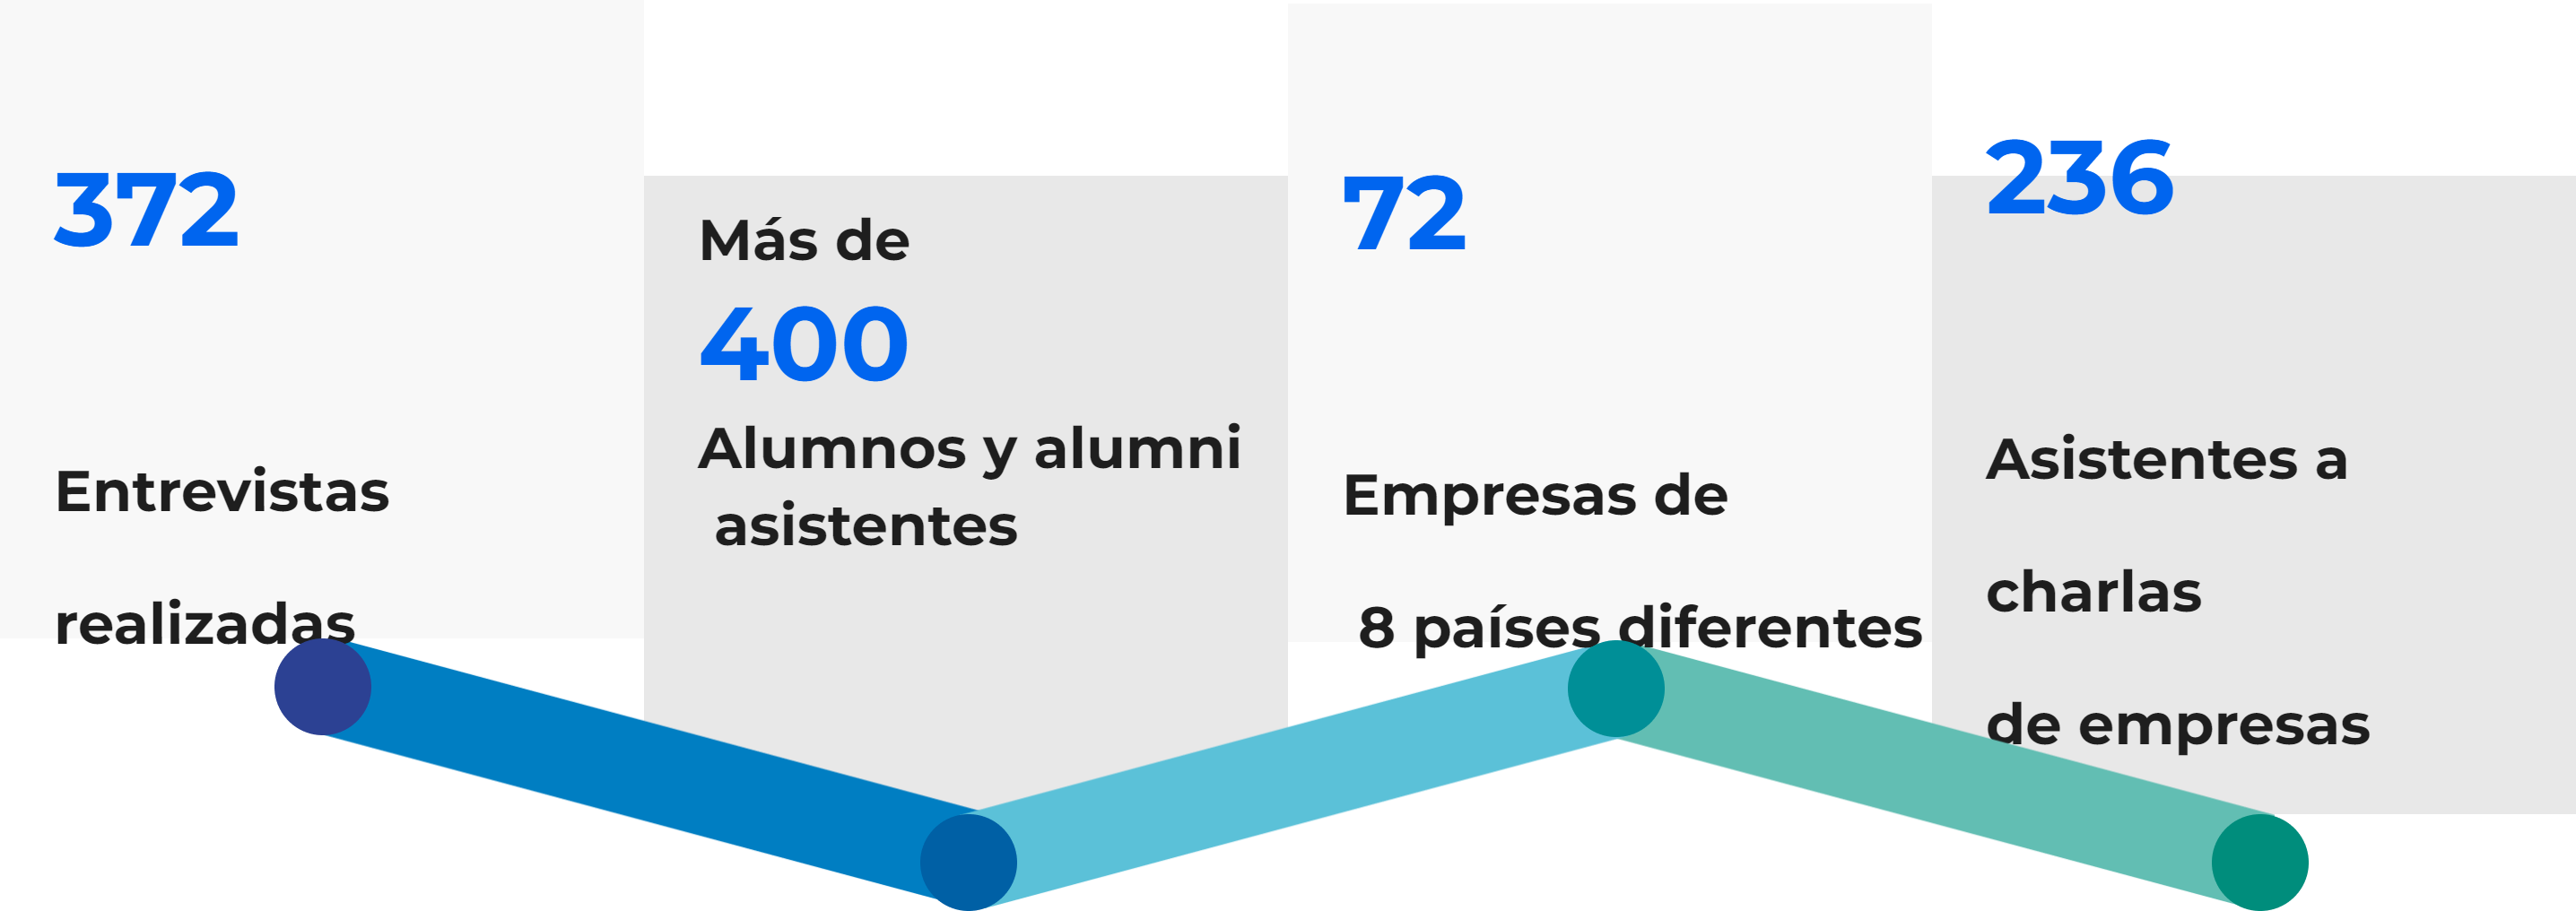 372
Entrevistas
realizadas
Más de
400
Alumnos y alumni
asistentes
72
Empresas de
8 países diferentes
236
Asistentes a
charlas
de empresas